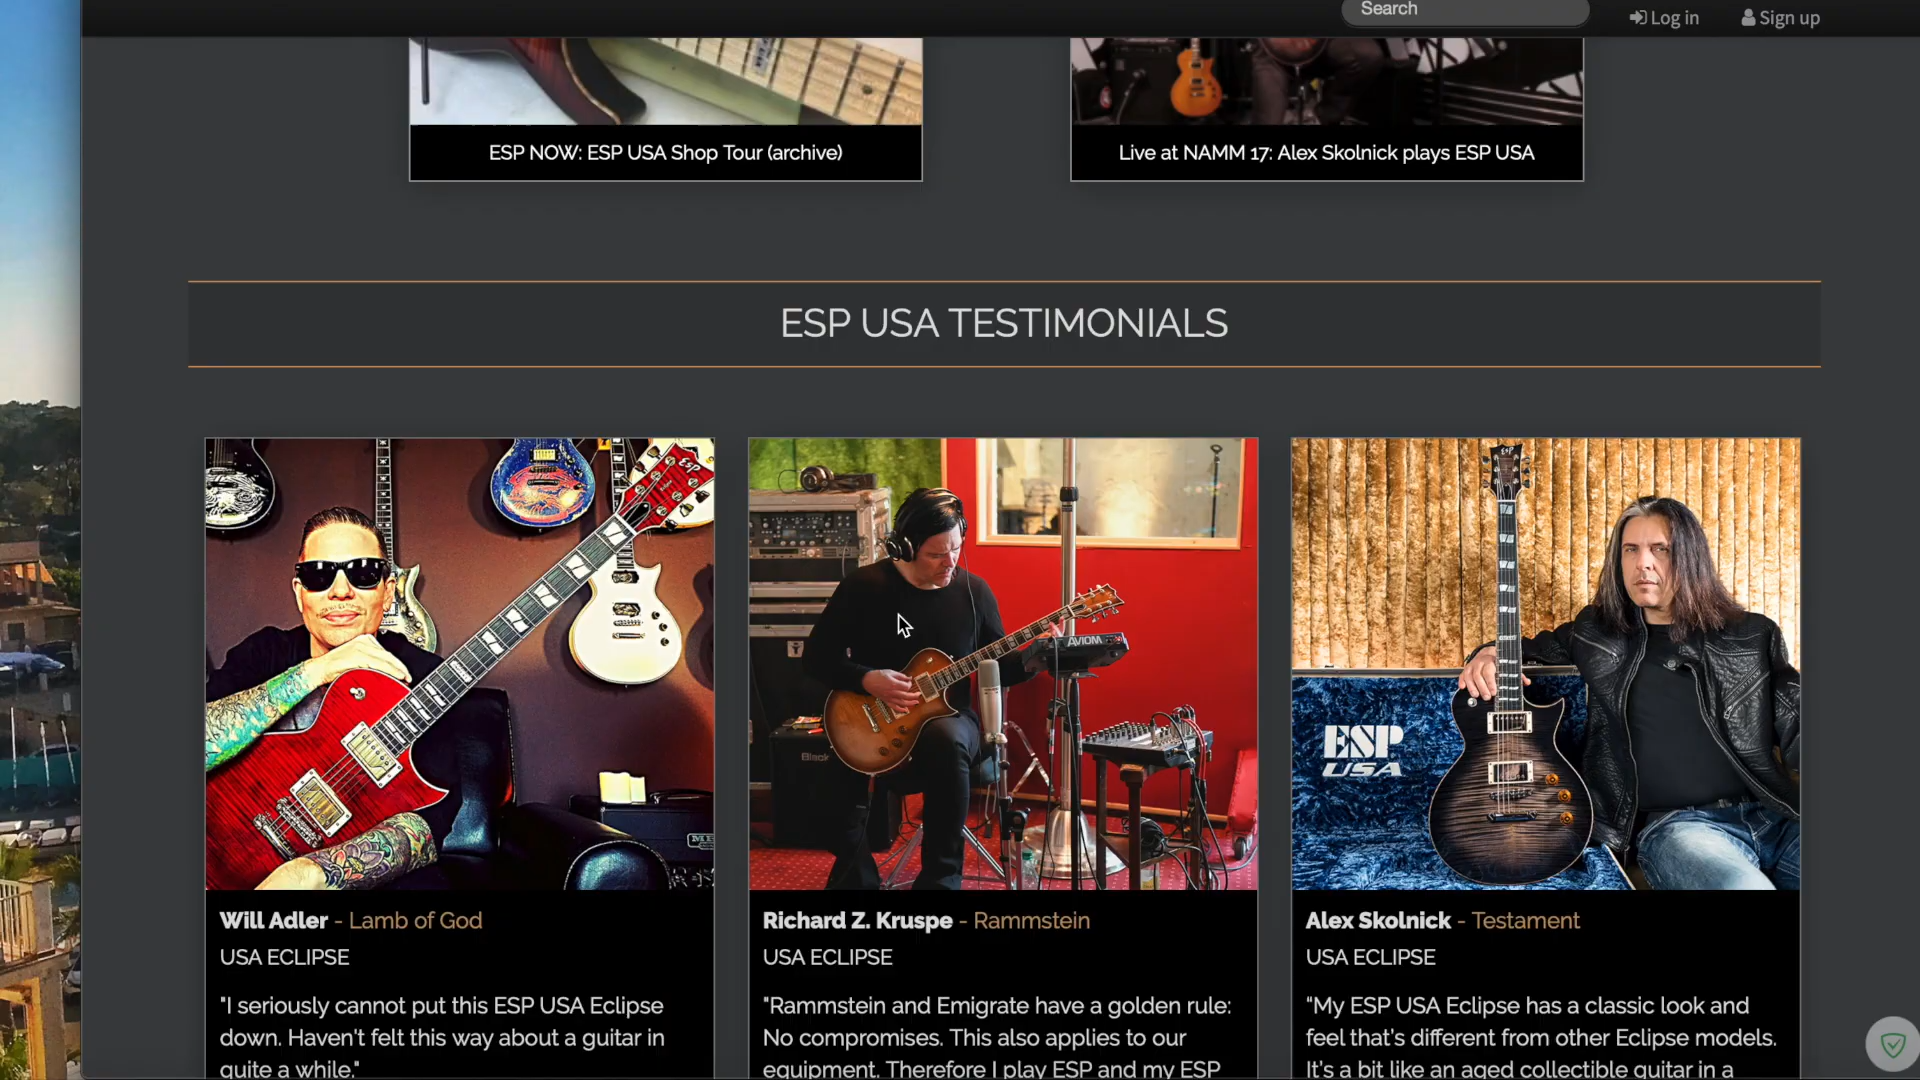 Search
Log in
Sign up
ESP NOW: ESP USA Shop Tour (archive)
Live at NAMM 17: Alex Skolnick plays ESP USA
ESP USA TESTIMONIALS
ESP
AVIOM
Black
ESP
USA
Will Adler - Lamb of God
USA ECLIPSE
"I seriously cannot put this ESP USA Eclipse
down. Haven't felt this way about a guitar in
quite a while."
Richard Z. Kruspe - Rammstein
USA ECLIPSE
"Rammstein and Emigrate have a golden rule:
No compromises. This also applies to our
equipment. Therefore I play ESP and my ESP
Alex Skolnick - Testament
USA ECLIPSE
“My ESP USA Eclipse has a classic look and
feel that’s different from other Eclipse models.
It’s a bit like an aged collectible guitar in a